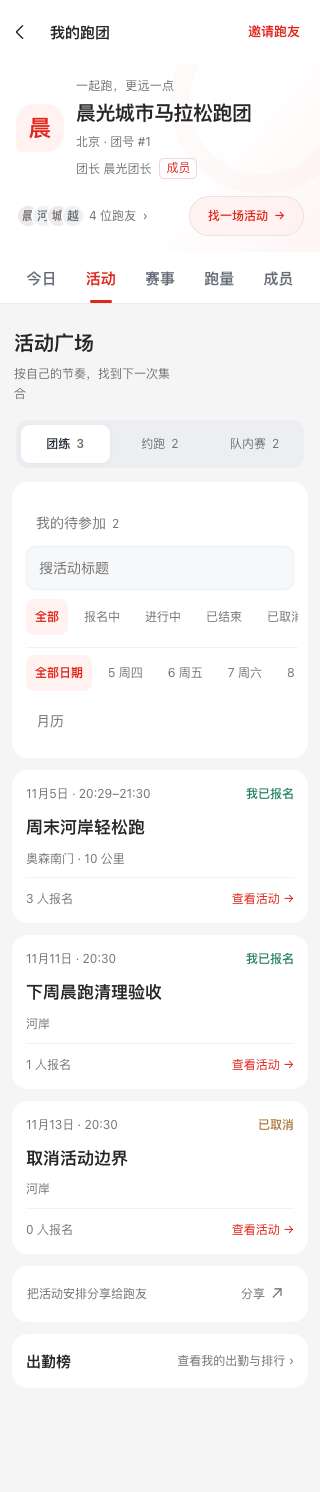 我的跑团
邀请跑友
一起跑，更远一点
晨
晨光城市马拉松跑团
北京 · 团号 #1
团长 晨光团长 成员
晨 河 城 越 4 位跑友 ›
找一场活动 →
今日 活动 赛事 跑量 成员
活动广场
按自己的节奏，找到下一次集
合
团练 3 约跑 2 队内赛 2
我的待参加 2
搜活动标题
全部 报名中 进行中 已结束 已取消
全部日期 5 周四 6 周五 7 周六 8
月历
11月5日 · 20:29–21:30 我已报名
周末河岸轻松跑
奥森南门 · 10 公里
3 人报名 查看活动 →
11月11日 · 20:30 我已报名
下周晨跑清理验收
河岸
1 人报名 查看活动 →
11月13日 · 20:30 已取消
取消活动边界
河岸
0 人报名 查看活动 →
把活动安排分享给跑友 分享 ↗
出勤榜 查看我的出勤与排行 ›